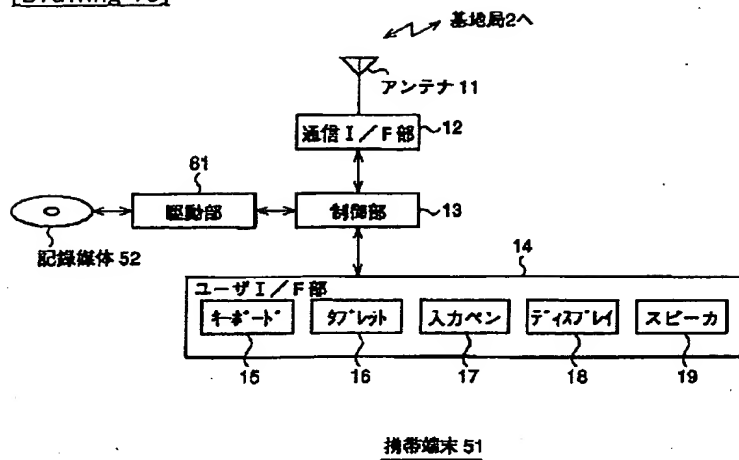 基地局2へ
アンテナ 11
通信I/F部
12
61
駆動部
制御部
13
記録媒体 52
14
ユーザI/F部
キーボード
タブレット
入力ペン
ディスプレイ
スピーカ
15
16
17
18
19
携帯端末 51